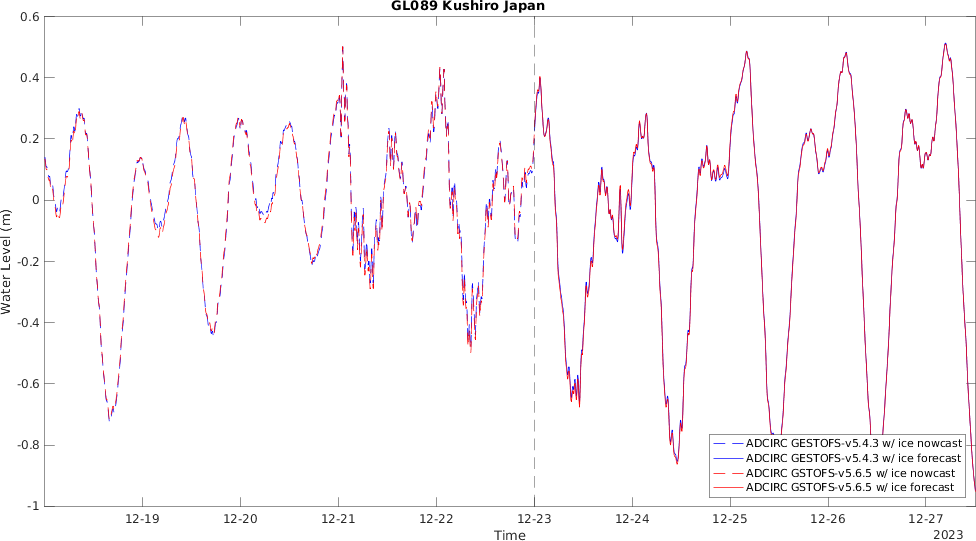 GL089 Kushiro Japan
Water Level (m)
0.6
0.4
0.2
0
-0.2
-0.4
-0.6
-0.8
-1
ADCIRC GESTOFS-v5.4.3 w/ ice nowcast
ADCIRC GESTOFS-v5.4.3 w/ ice forecast
ADCIRC GSTOFS-v5.6.5 w/ ice nowcast
ADCIRC GSTOFS-v5.6.5 w/ ice forecast
12-19 12-20 12-21 12-22 12-23 12-24 12-25 12-26 12-27
Time
2023